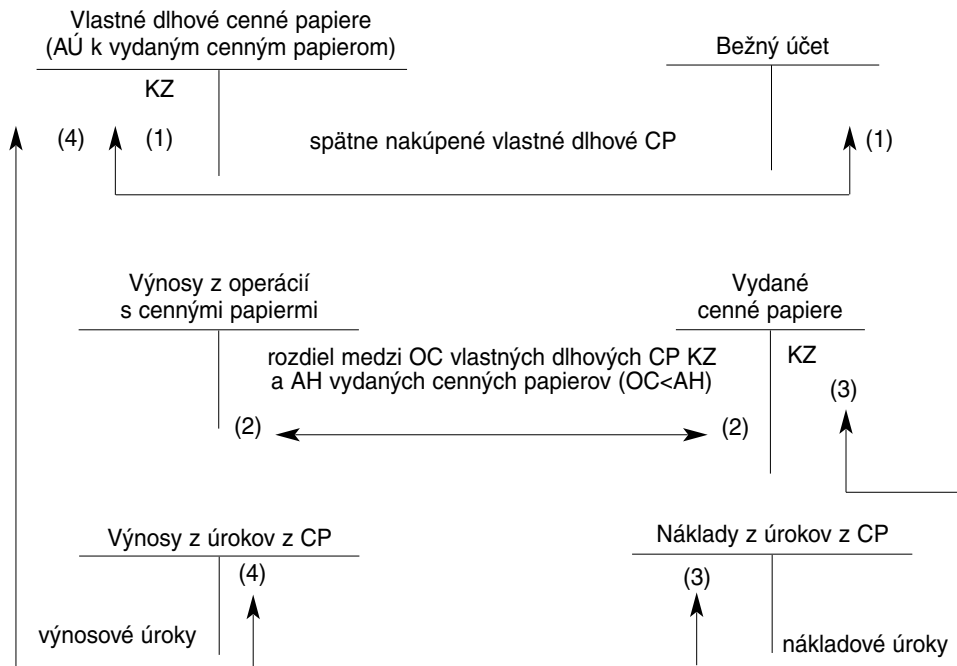 Vlastné dlhové cenné papiere
(AÚ k vydaným cenným papierom)
Bežný účet
KZ
(4)
(1)
spätne nakúpené vlastné dlhové CP
(1)
Výnosy z operácií
s cennými papiermi
Vydané
cenné papiere
rozdiel medzi OC vlastných dlhových CP
a AH vydaných cenných papierov (OC<AH)
KZ
KZ
(3)
(2)
(2)
Výnosy z úrokov z CP
Náklady z úrokov z CP
(4)
(3)
výnosové úroky
nákladové úroky